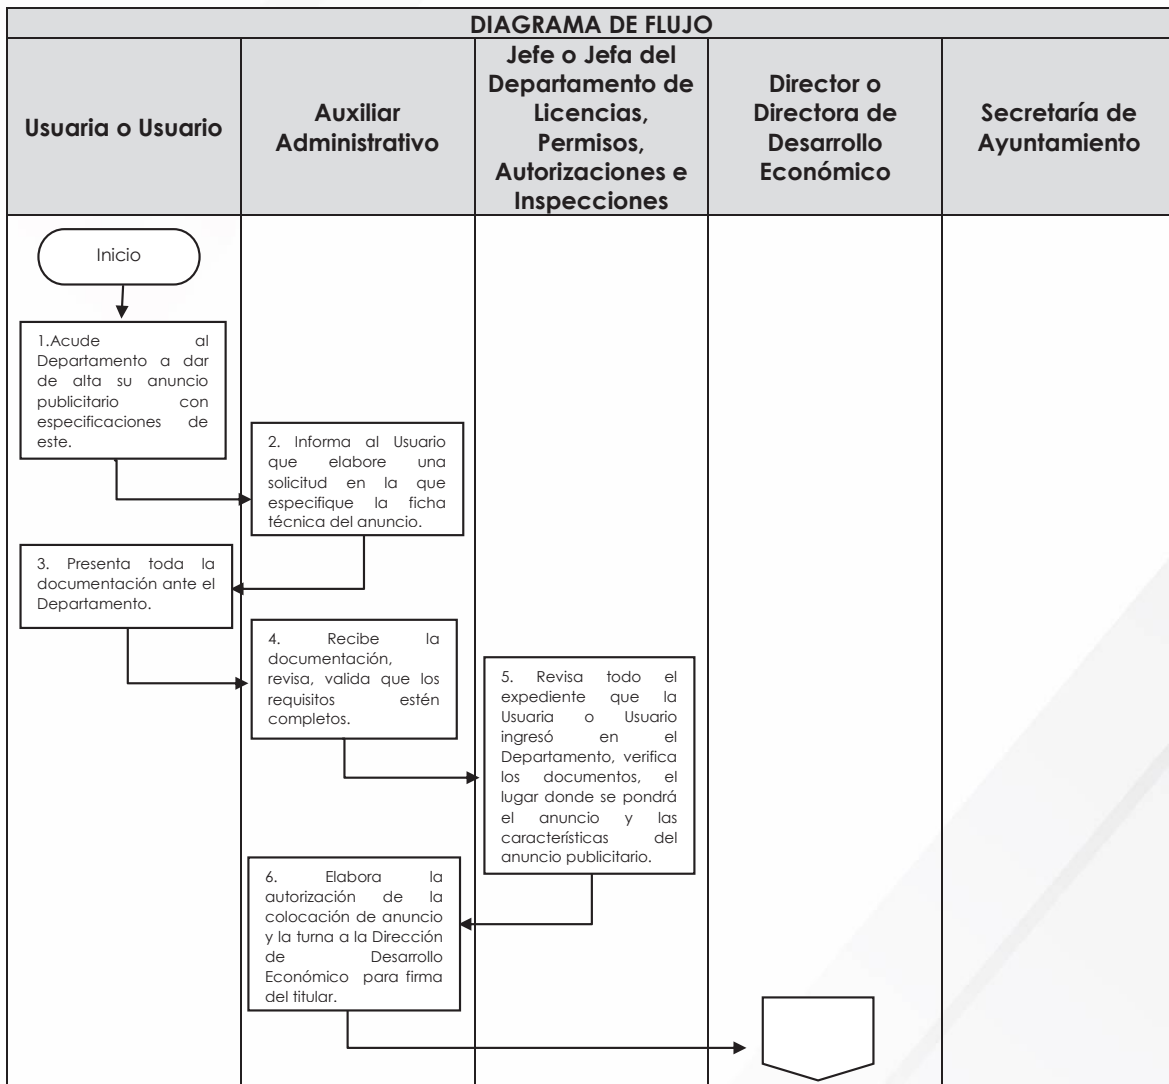 DIAGRAMA DE FLUJO
Usuaria o Usuario
Auxiliar
Administrativo
Jefe o Jefa del
Departamento de
Licencias,
Permisos,
Autorizaciones e
Inspecciones
Director o
Directora de
Desarrollo
Económico
Secretaría de
Ayuntamiento
Inicio
1.Acude al
Departamento a dar
de alta su anuncio
publicitario con
especificaciones de
este.
2. Informa al Usuario
que elabore una
solicitud en la que
especifique la ficha
técnica del anuncio.
3. Presenta toda la
documentación ante el
Departamento.
4. Recibe la
documentación,
revisa, valida que los
requisitos estén
completos.
5. Revisa todo el
expediente que la
Usuaria o Usuario
ingresó en el
Departamento, verifica
los documentos, el
lugar donde se pondrá
el anuncio y las
características del
anuncio publicitario.
6. Elabora la
autorización de la
colocación de anuncio
y la turna a la Dirección
de Desarrollo
Económico para firma
del titular.